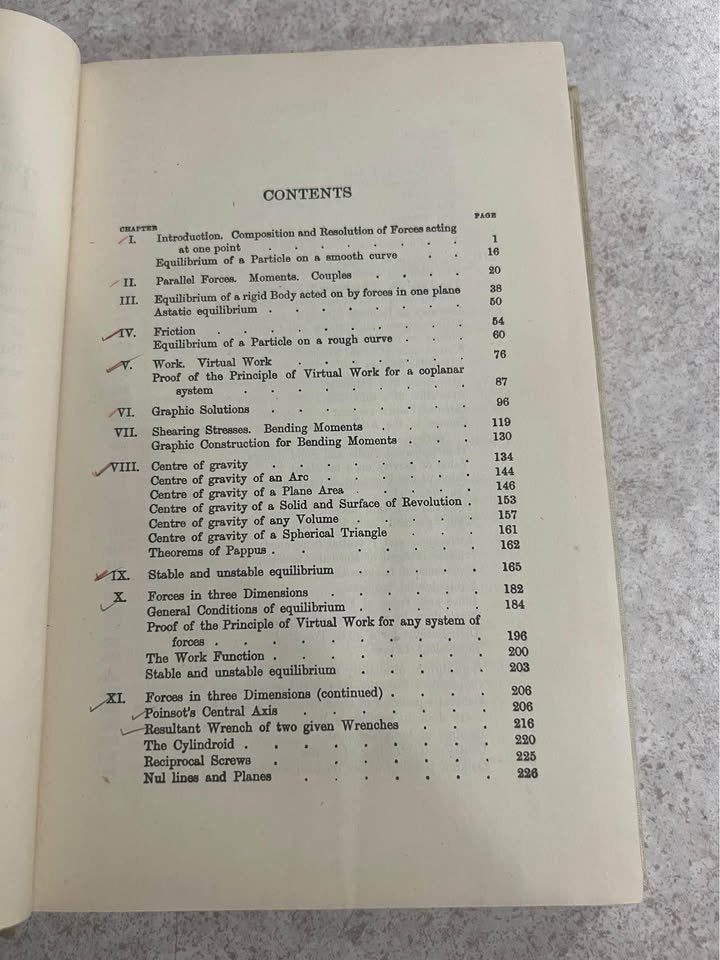 CONTENTS
CHAPTER PAGE
I. Introduction. Composition and Resolution of Forces acting
at one point . . . . . . . 1
Equilibrium of a Particle on a smooth curve . . 16
II. Parallel Forces. Moments. Couples . . . . 20
III. Equilibrium of a rigid Body acted on by forces in one plane 38
Astatic equilibrium . . . . . . . 50
IV. Friction . . . . . . . . 54
Equilibrium of a Particle on a rough curve . . . 60
V. Work. Virtual Work . . . . . . 76
Proof of the Principle of Virtual Work for a coplanar
system . . . . . . . . 87
VI. Graphic Solutions . . . . . . . 96
VII. Shearing Stresses. Bending Moments . . . . 119
Graphic Construction for Bending Moments . . . 130
VIII. Centre of gravity . . . . . . . 134
Centre of gravity of an Arc . . . . . 144
Centre of gravity of a Plane Area . . . . 146
Centre of gravity of a Solid and Surface of Revolution . 153
Centre of gravity of any Volume . . . . 157
Centre of gravity of a Spherical Triangle . . . 161
Theorems of Pappus . . . . . . . 162
IX. Stable and unstable equilibrium . . . . . 165
X. Forces in three Dimensions . . . . . 182
General Conditions of equilibrium . . . . 184
Proof of the Principle of Virtual Work for any system of
forces . . . . . . . . . 196
The Work Function . . . . . . . 200
Stable and unstable equilibrium . . . . . 203
XI. Forces in three Dimensions (continued) . . . . 206
Poinsot's Central Axis . . . . . . 206
Resultant Wrench of two given Wrenches . . . 216
The Cylindroid . . . . . . . . 220
Reciprocal Screws . . . . . . . 225
Nul lines and Planes . . . . . . 226